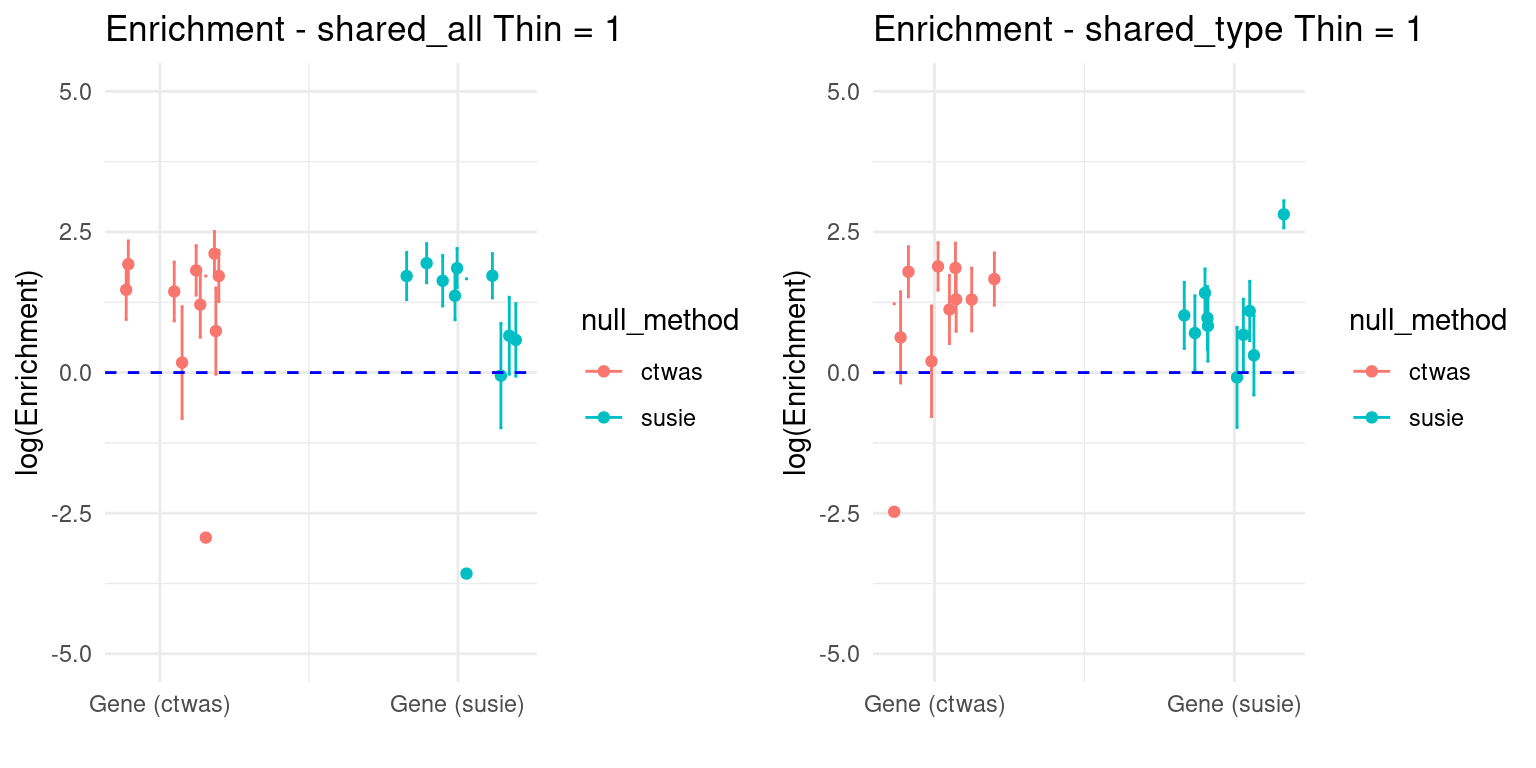 Enrichment - shared_all Thin = 1
log(Enrichment)
5.0
2.5
0.0
-2.5
-5.0
Gene (ctwas)
Gene (susie)
null_method
ctwas
susie
Enrichment - shared_type Thin = 1
log(Enrichment)
5.0
2.5
0.0
-2.5
-5.0
Gene (ctwas)
Gene (susie)
null_method
ctwas
susie